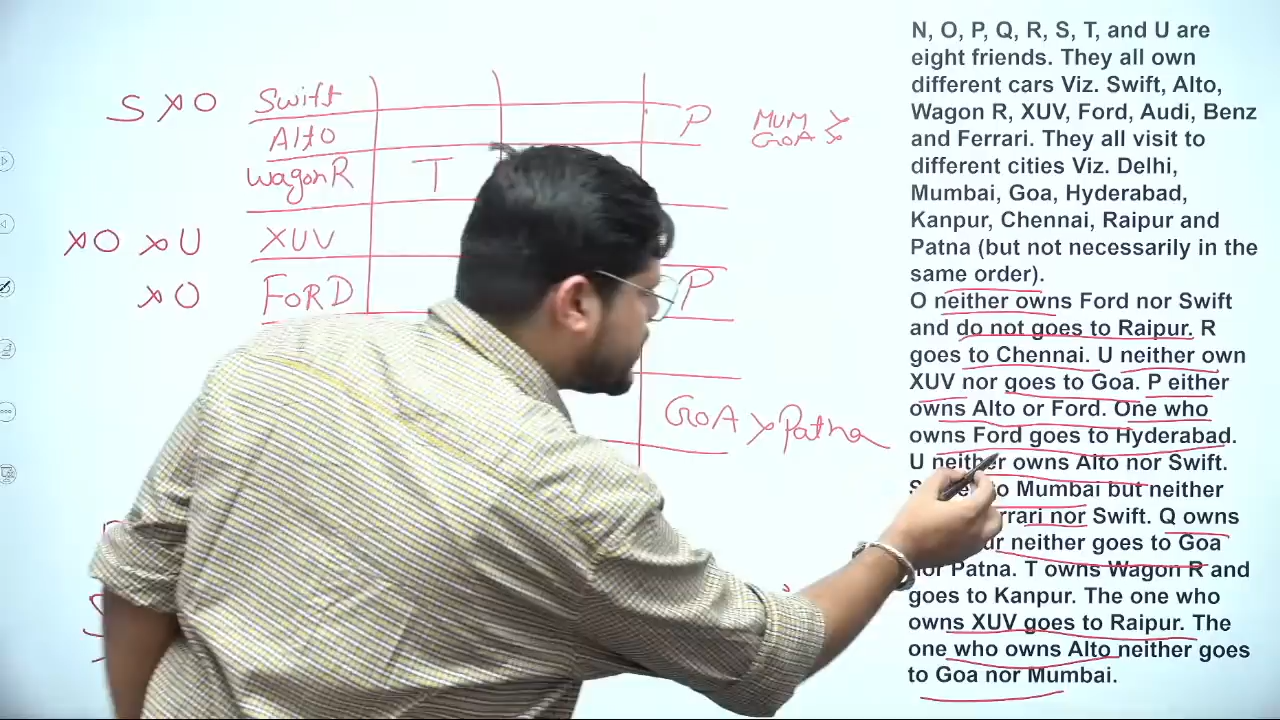 N, O, P, Q, R, S, T, and U are
eight friends. They all own
different cars Viz. Swift, Alto,
Wagon R, XUV, Ford, Audi, Benz
and Ferrari. They all visit to
different cities Viz. Delhi,
Mumbai, Goa, Hyderabad,
Kanpur, Chennai, Raipur and
Patna (but not necessarily in the
same order).
O neither owns Ford nor Swift
and do not goes to Raipur. R
goes to Chennai. U neither own
XUV nor goes to Goa. P either
owns Alto or Ford. One who
owns Ford goes to Hyderabad.
U neither owns Alto nor Swift.
to Mumbai but neither
nor Swift. Q owns
neither goes to Goa
nor Patna. T owns Wagon R and
goes to Kanpur. The one who
owns XUV goes to Raipur. The
one who owns Alto neither goes
to Goa nor Mumbai.
S x O Swift
Alto P MUM x
GOA x
WagonR T
x O x U XUV
x O FORD P
GOA x Patna